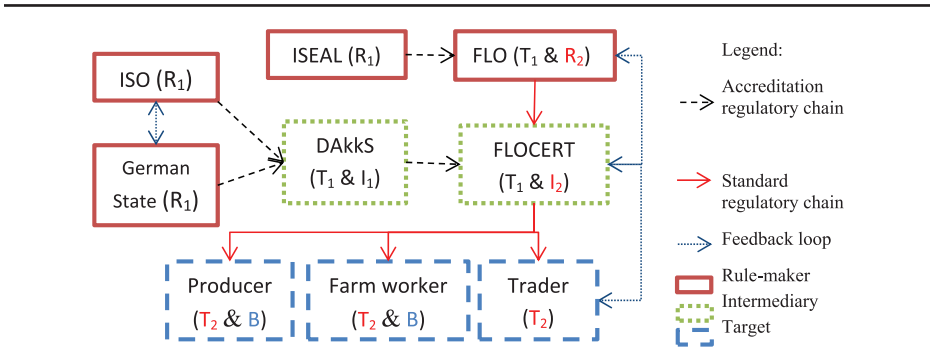 ISEAL (R1)
FLO (T1 & R2)
ISO (R1)
German
State (R1)
DAkkS
(T1 & I1)
FLOCERT
(T1 & I2)
Producer
(T2 & B)
Farm worker
(T2 & B)
Trader
(T2)
Legend:
Accreditation
regulatory chain
Standard
regulatory chain
Feedback loop
Rule-maker
Intermediary
Target